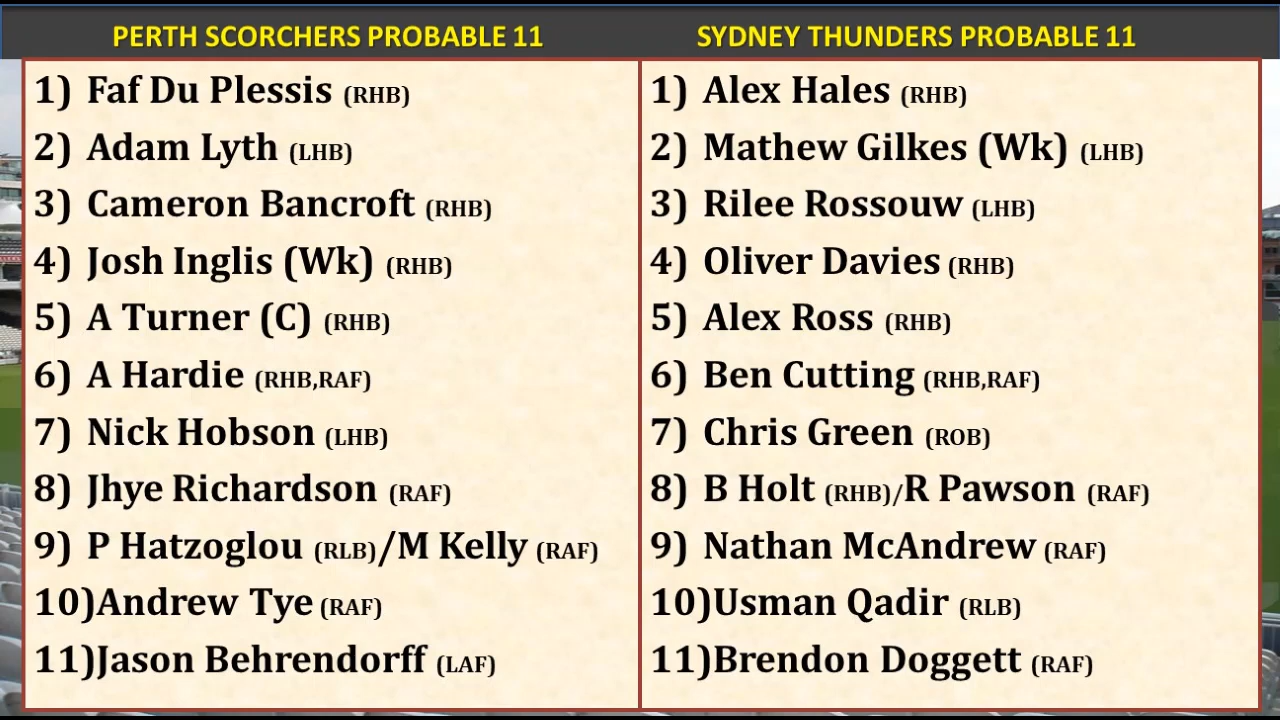 PERTH SCORCHERS PROBABLE 11
1) Faf Du Plessis (RHB)
2) Adam Lyth (LHB)
3) Cameron Bancroft (RHB)
4) Josh Inglis (Wk) (RHB)
5) A Turner (C) (RHB)
6) A Hardie (RHB,RAF)
7) Nick Hobson (LHB)
8) Jhye Richardson (RAF)
9) P Hatzoglou (RLB)/M Kelly (RAF)
10)Andrew Tye (RAF)
11)Jason Behrendorff (LAF)
SYDNEY THUNDERS PROBABLE 11
1) Alex Hales (RHB)
2) Mathew Gilkes (Wk) (LHB)
3) Rilee Rossouw (LHB)
4) Oliver Davies (RHB)
5) Alex Ross (RHB)
6) Ben Cutting (RHB,RAF)
7) Chris Green (ROB)
8) B Holt (RHB)/R Pawson (RAF)
9) Nathan McAndrew (RAF)
10)Usman Qadir (RLB)
11)Brendon Doggett (RAF)